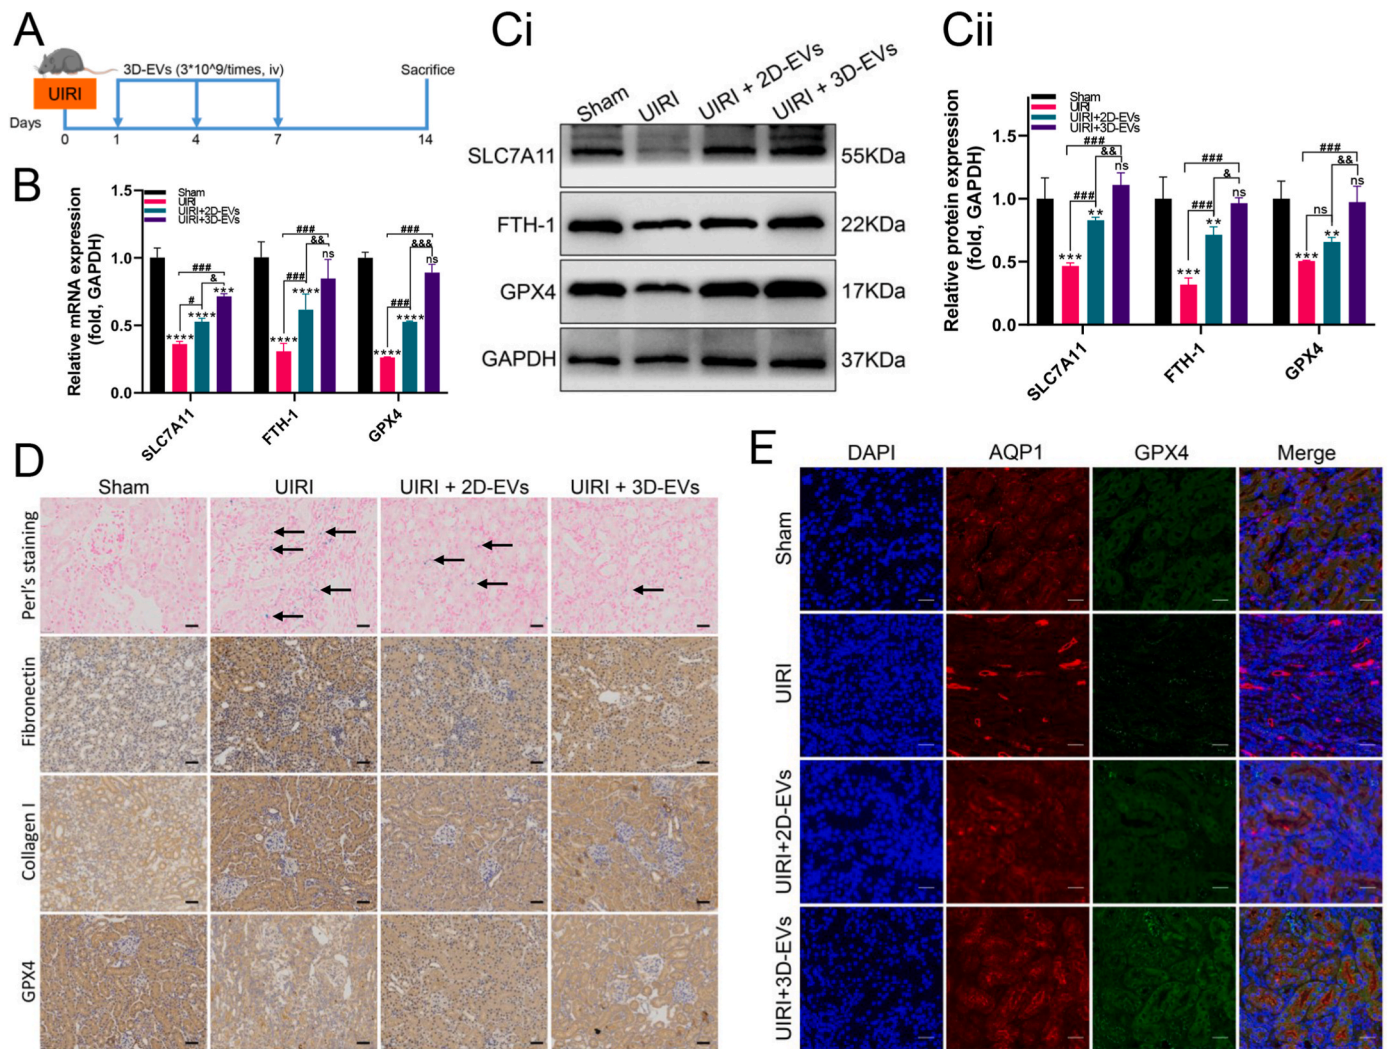 A
UIRI
3D-EVs (3*10^9/times, iv)
Sacrifice
Days
0
1
4
7
14
B
Relative mRNA expression
(fold, GAPDH)
1.5
1.0
0.5
0.0
Sham
UIRI
UIRI+2D-EVs
UIRI+3D-EVs
###
&
#
***
****
****
###
&&
ns
###
****
****
###
&&&
ns
###
****
****
SLC7A11
FTH-1
GPX4
Ci
Sham
UIRI
UIRI + 2D-EVs
UIRI + 3D-EVs
SLC7A11
55KDa
FTH-1
22KDa
GPX4
17KDa
GAPDH
37KDa
Cii
Relative protein expression
(fold, GAPDH)
1.5
1.0
0.5
0.0
Sham
UIRI
UIRI+2D-EVs
UIRI+3D-EVs
###
&&
ns
###
**
***
###
&
ns
###
**
***
###
&&
ns
ns
**
***
SLC7A11
FTH-1
GPX4
D
Sham
UIRI
UIRI + 2D-EVs
UIRI + 3D-EVs
Perl's staining
Fibronectin
Collagen I
GPX4
E
DAPI
AQP1
GPX4
Merge
Sham
UIRI
UIRI+2D-EVs
UIRI+3D-EVs